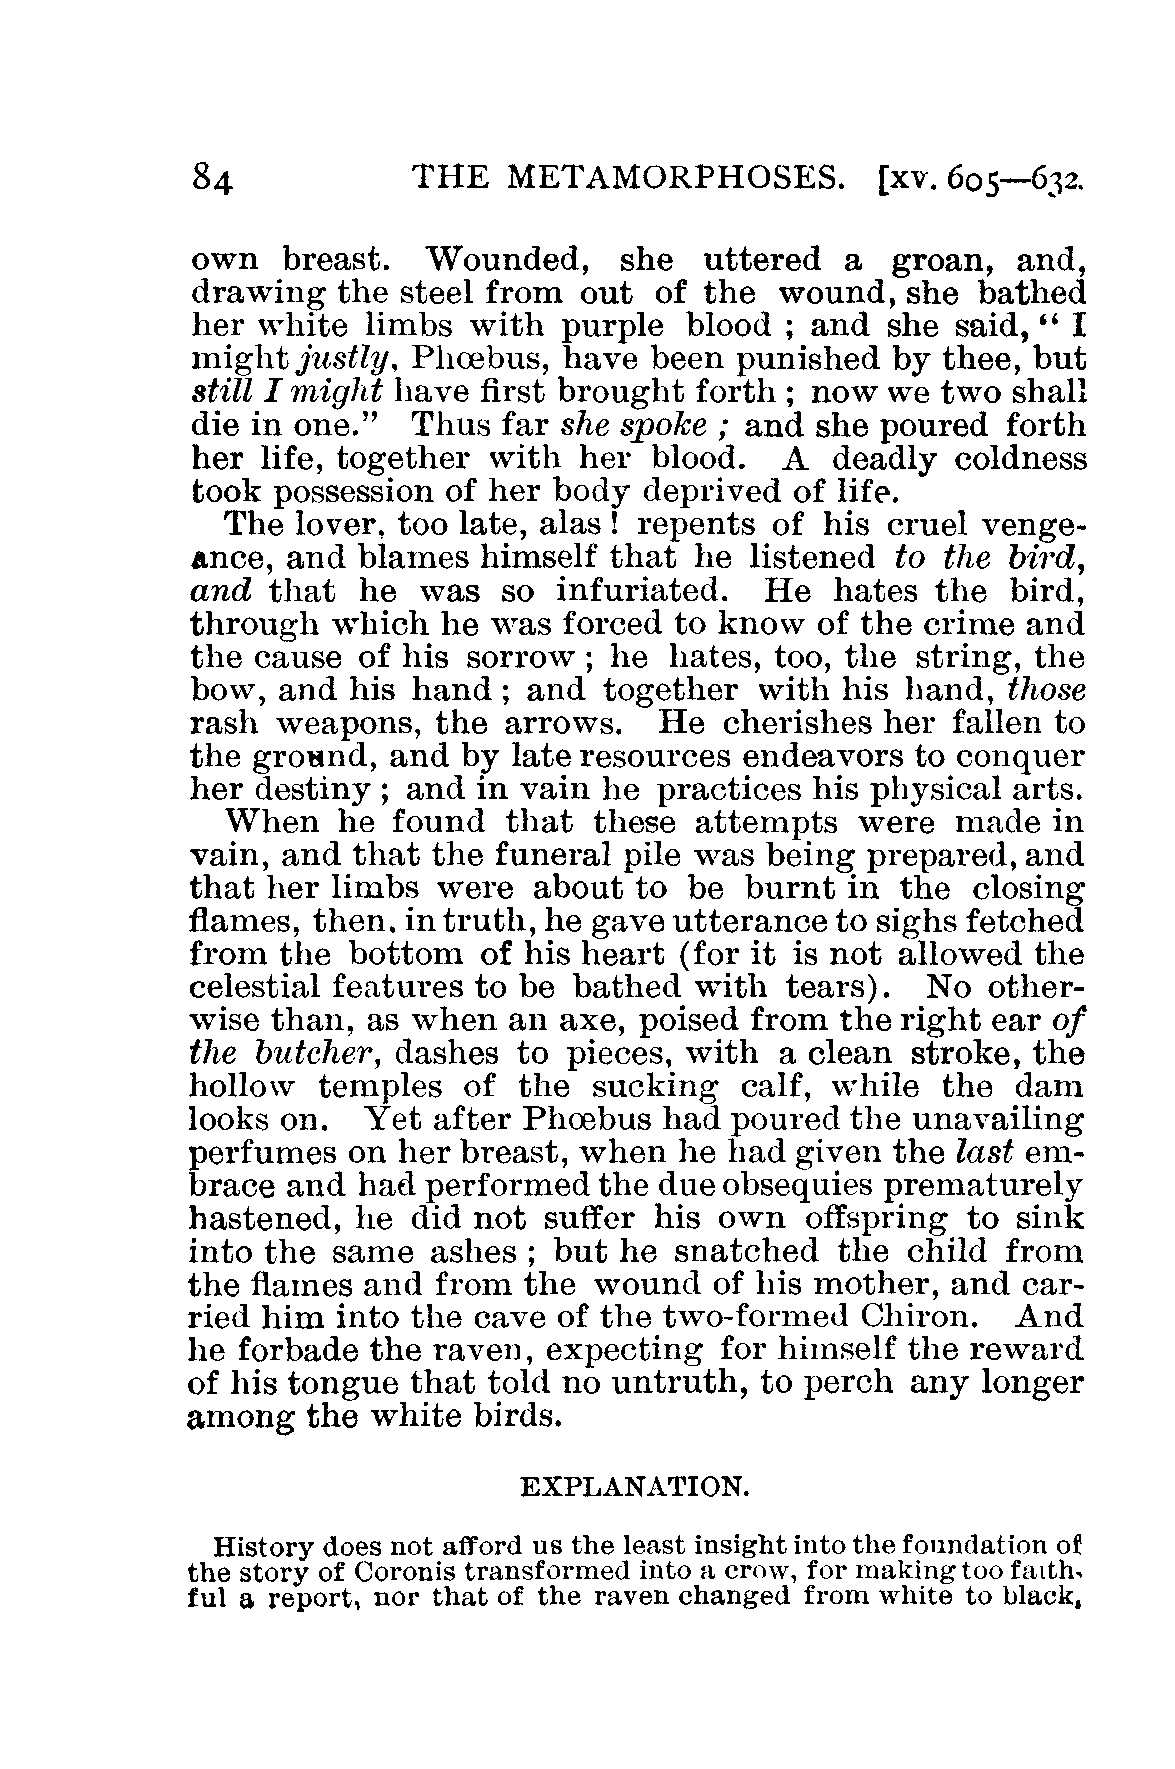 84 THE METAMORPHOSES. [XV. 605—632.
own breast. Wounded, she uttered a groan, and,
drawing the steel from out of the wound, she bathed
her white limbs with purple blood ; and she said, “ I
might justly, Phœbus, have been punished by thee, but
still I might have first brought forth ; now we two shall
die in one.” Thus far she spoke ; and she poured forth
her life, together with her blood. A deadly coldness
took possession of her body deprived of life.
The lover, too late, alas ! repents of his cruel venge-
ance, and blames himself that he listened to the bird,
and that he was so infuriated. He hates the bird,
through which he was forced to know of the crime and
the cause of his sorrow ; he hates, too, the string, the
bow, and his hand ; and together with his hand, those
rash weapons, the arrows. He cherishes her fallen to
the ground, and by late resources endeavors to conquer
her destiny ; and in vain he practices his physical arts.
When he found that these attempts were made in
vain, and that the funeral pile was being prepared, and
that her limbs were about to be burnt in the closing
flames, then, in truth, he gave utterance to sighs fetched
from the bottom of his heart (for it is not allowed the
celestial features to be bathed with tears). No other-
wise than, as when an axe, poised from the right ear of
the butcher, dashes to pieces, with a clean stroke, the
hollow temples of the sucking calf, while the dam
looks on. Yet after Phœbus had poured the unavailing
perfumes on her breast, when he had given the last em-
brace and had performed the due obsequies prematurely
hastened, he did not suffer his own offspring to sink
into the same ashes ; but he snatched the child from
the flames and from the wound of his mother, and car-
ried him into the cave of the two-formed Chiron. And
he forbade the raven, expecting for himself the reward
of his tongue that told no untruth, to perch any longer
among the white birds.
EXPLANATION.
History does not afford us the least insight into the foundation of
the story of Coronis transformed into a crow, for making too faith-
ful a report, nor that of the raven changed from white to black,